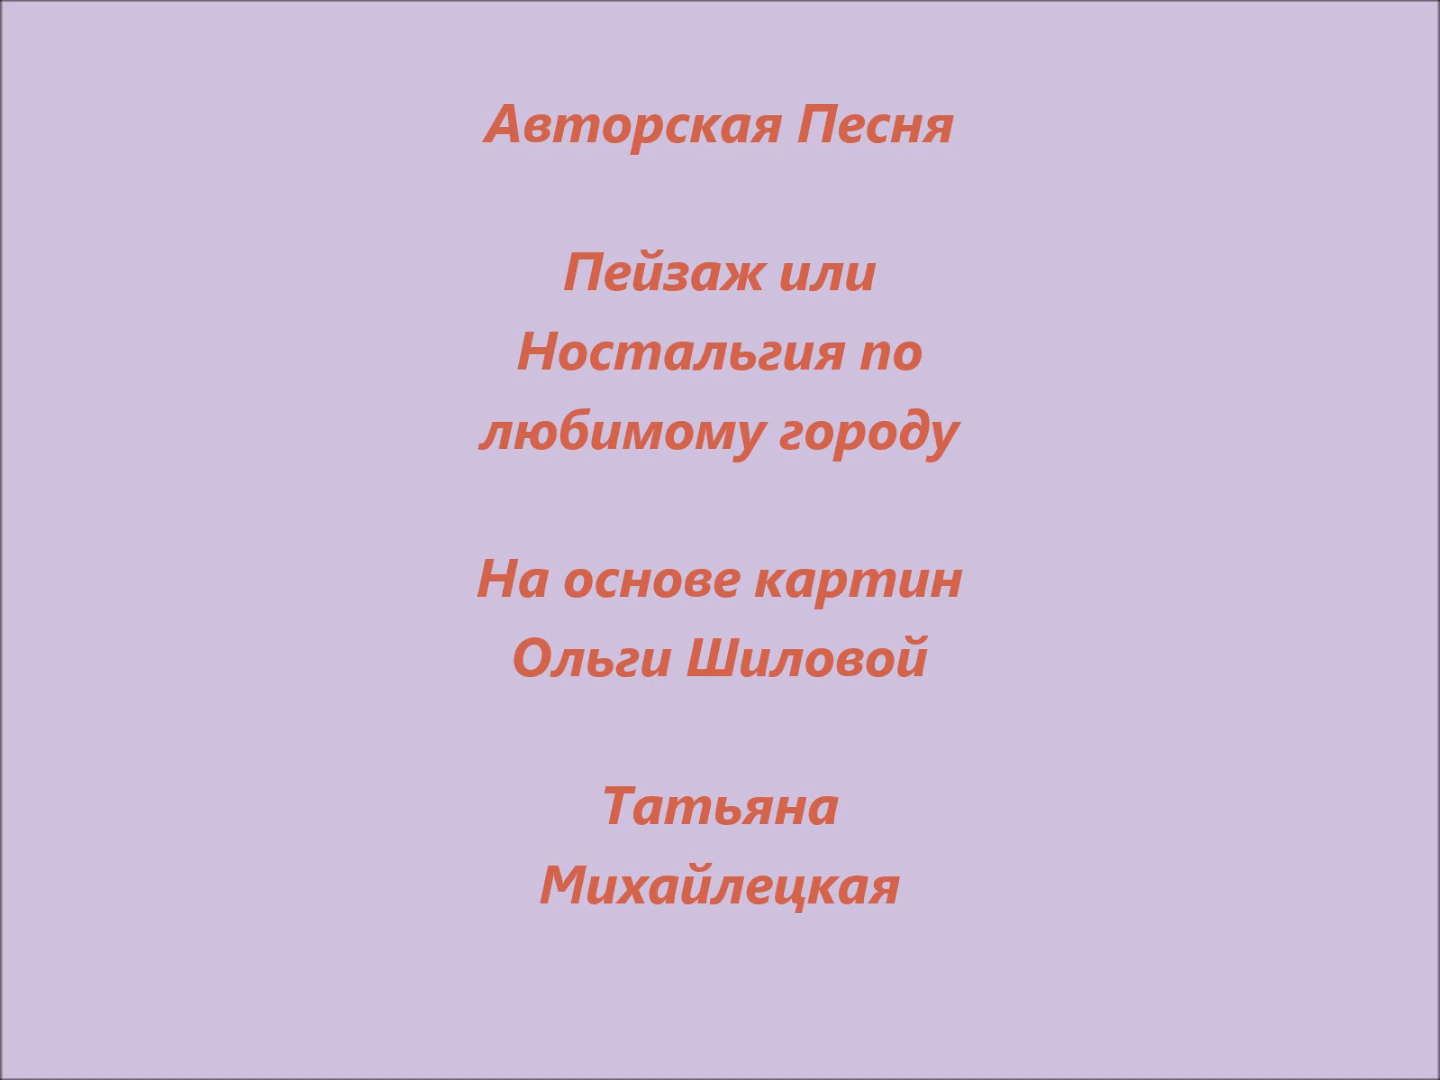 Авторская Песня
Пейзаж или
Ностальгия по
любимому городу
На основе картин
Ольги Шиловой
Татьяна
Михайлецкая